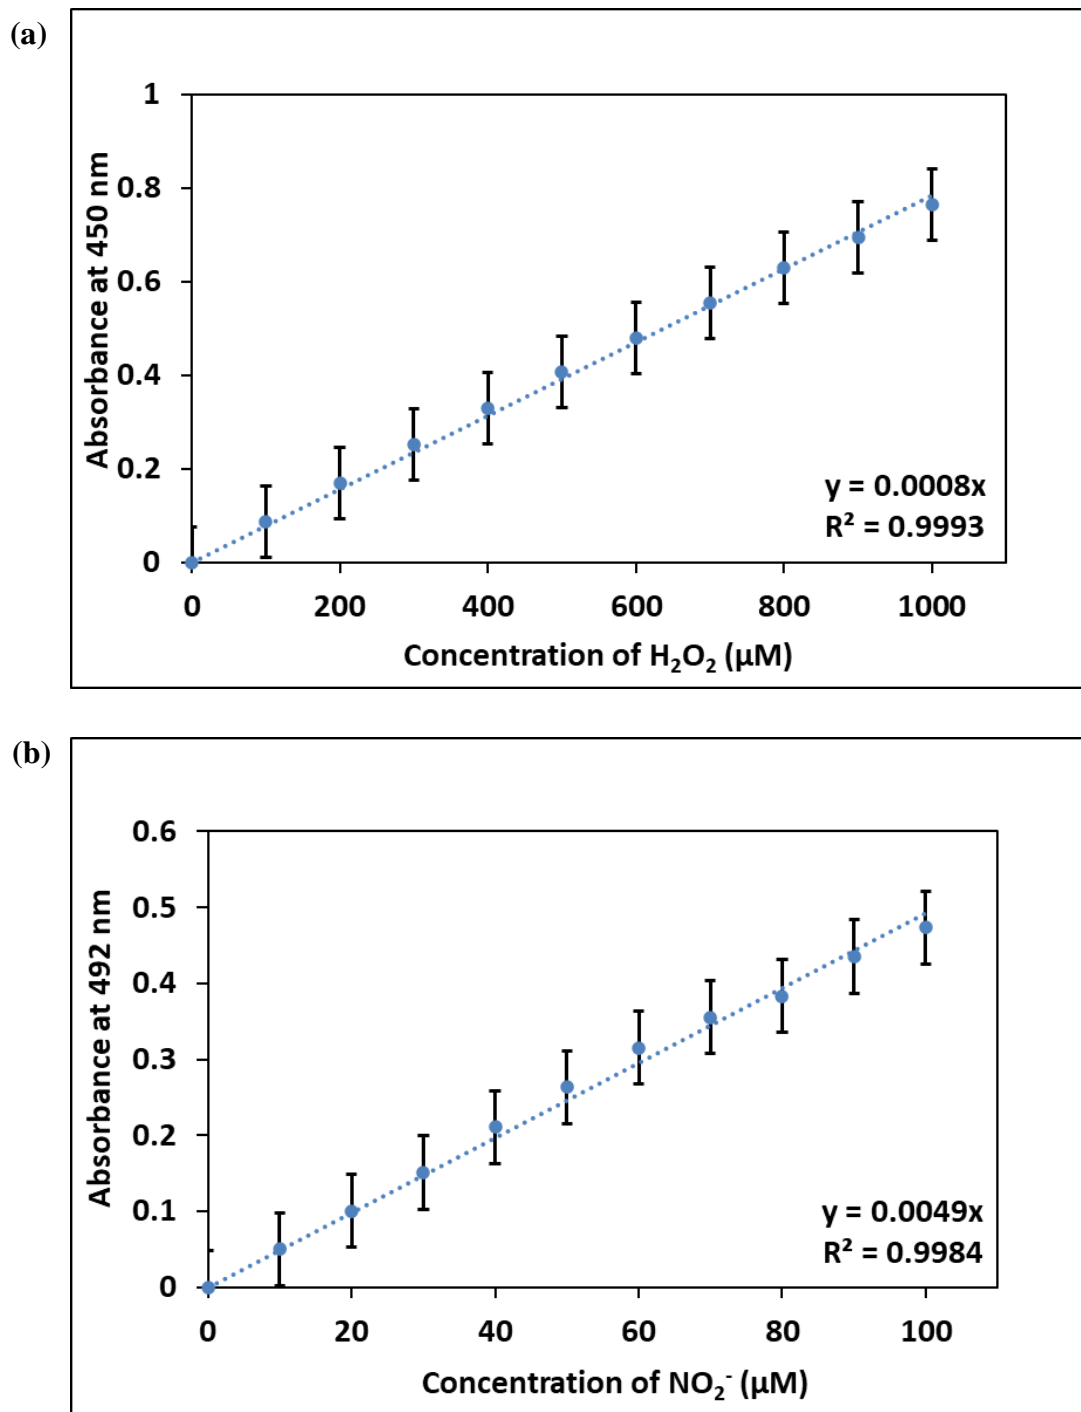 (a)
Absorbance at 450 nm
1
0.8
0.6
0.4
0.2
0
0 200 400 600 800 1000
y = 0.0008x
R² = 0.9993
Concentration of H₂O₂ (µM)
(b)
Absorbance at 492 nm
0.6
0.5
0.4
0.3
0.2
0.1
0
0 20 40 60 80 100
y = 0.0049x
R² = 0.9984
Concentration of NO₂⁻ (µM)